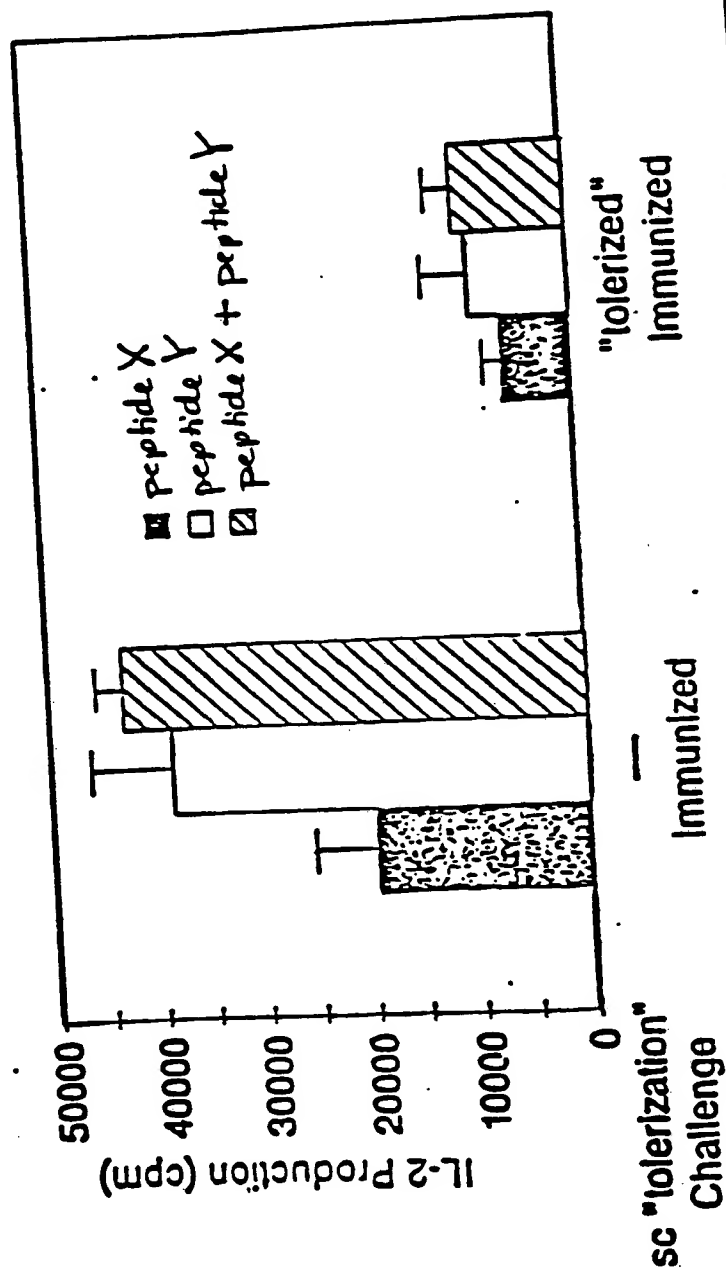 50000
40000
30000
20000
10000
0
IL-2 Production (cpm)
peptide X
peptide Y
peptide X + peptide Y
sc "tolerization" — "tolerized"
Challenge Immunized Immunized